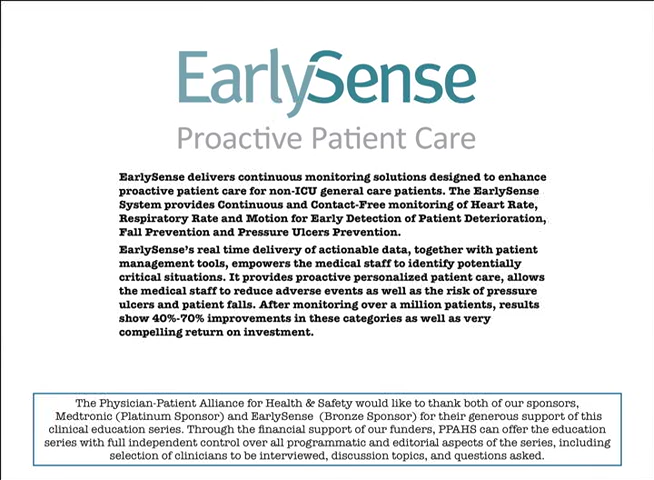 EarlySense
Proactive Patient Care
EarlySense delivers continuous monitoring solutions designed to enhance
proactive patient care for non-ICU general care patients. The EarlySense
System provides Continuous and Contact-Free monitoring of Heart Rate,
Respiratory Rate and Motion for Early Detection of Patient Deterioration,
Fall Prevention and Pressure Ulcers Prevention.
EarlySense's real time delivery of actionable data, together with patient
management tools, empowers the medical staff to identify potentially
critical situations. It provides proactive personalized patient care, allows
the medical staff to reduce adverse events as well as the risk of pressure
ulcers and patient falls. After monitoring over a million patients, results
show 40%-70% improvements in these categories as well as very
compelling return on investment.
The Physician-Patient Alliance for Health & Safety would like to thank both of our sponsors,
Medtronic (Platinum Sponsor) and EarlySense (Bronze Sponsor) for their generous support of this
clinical education series. Through the financial support of our funders, PPAHS can offer the education
series with full independent control over all programmatic and editorial aspects of the series, including
selection of clinicians to be interviewed, discussion topics, and questions asked.